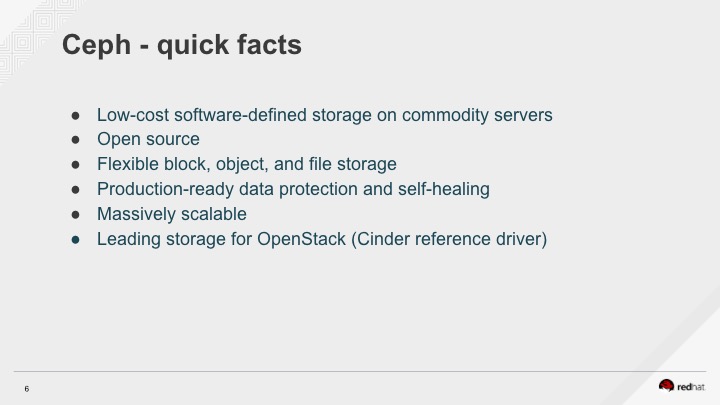 Ceph - quick facts
● Low-cost software-defined storage on commodity servers
● Open source
● Flexible block, object, and file storage
● Production-ready data protection and self-healing
● Massively scalable
● Leading storage for OpenStack (Cinder reference driver)
6
redhat